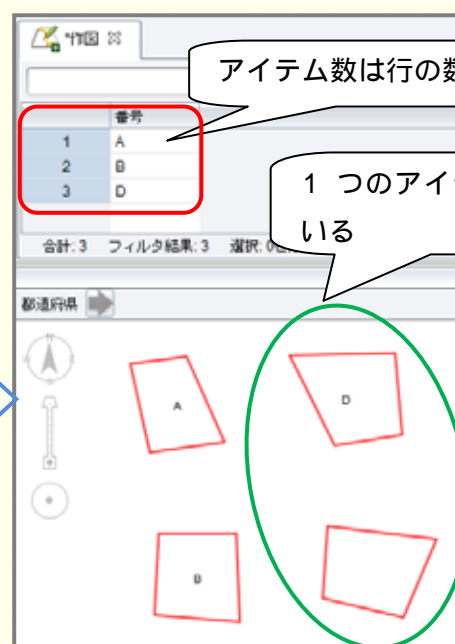 *作図
アイテム数は行の数
番号
1 A
2 B
3 D
1 つのアイ
いる
合計: 3 フィルタ結果: 3 選択: 0
都道府県
A
D
B